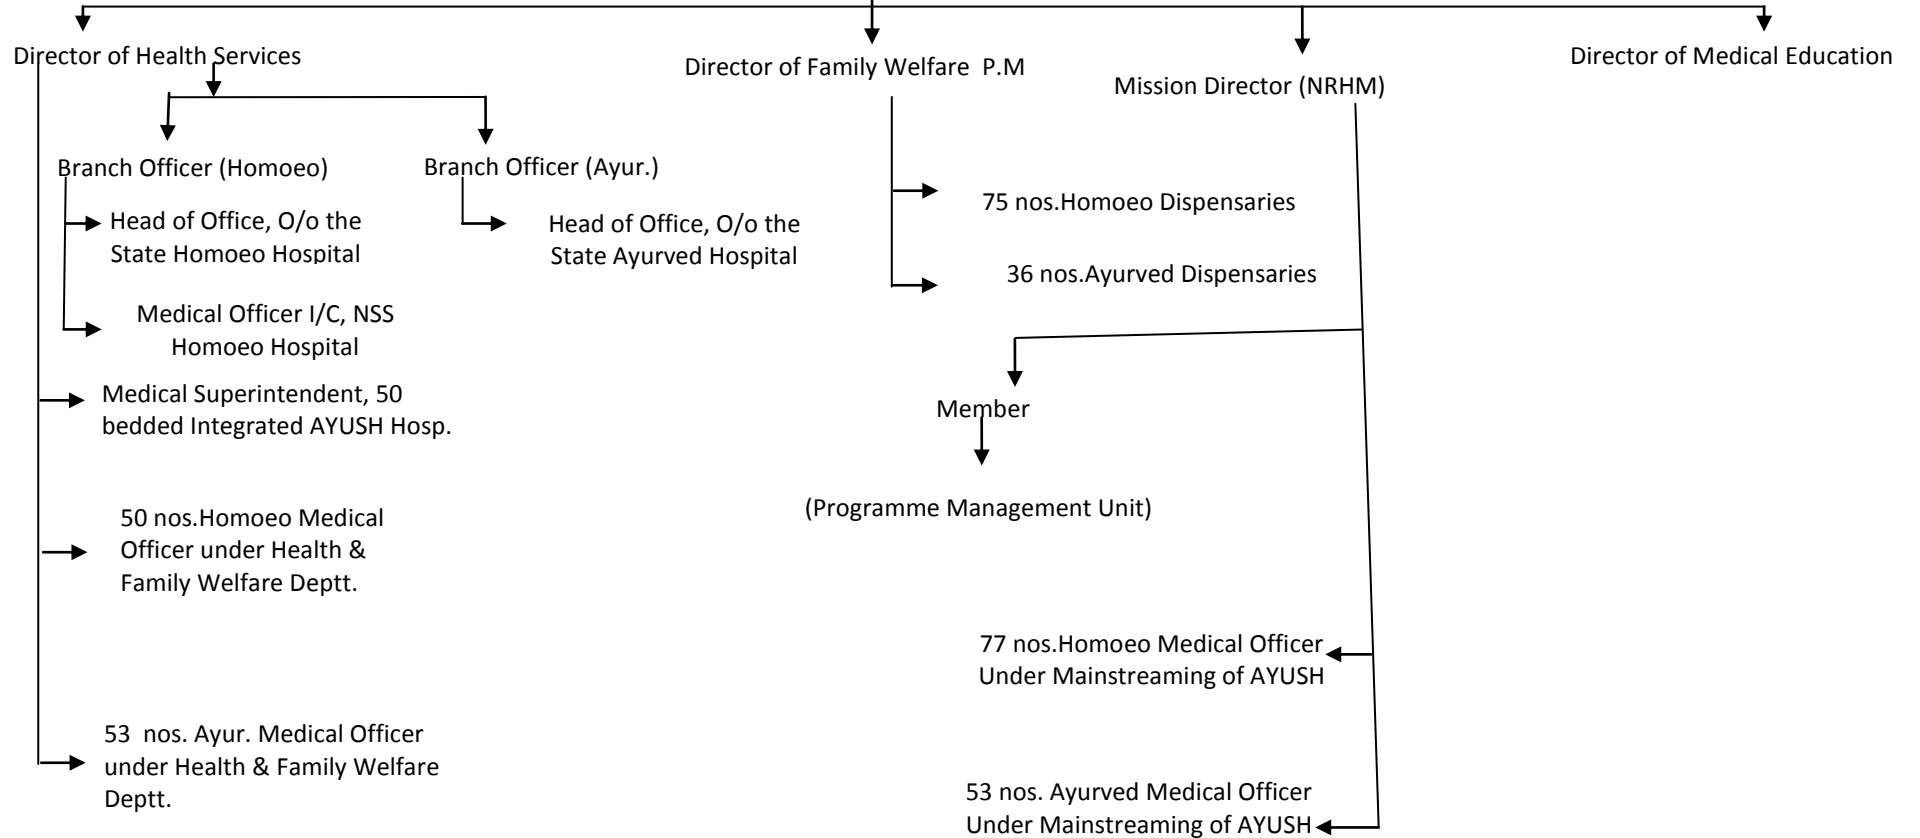 Director of Health Services
Director of Family Welfare P.M
Mission Director (NRHM)
Director of Medical Education
Branch Officer (Homoeo)
Branch Officer (Ayur.)
Head of Office, O/o the
State Homoeo Hospital
Head of Office, O/o the
State Ayurved Hospital
Medical Officer I/C, NSS
Homoeo Hospital
Medical Superintendent, 50
bedded Integrated AYUSH Hosp.
50 nos.Homoeo Medical
Officer under Health &
Family Welfare Deptt.
53 nos. Ayur. Medical Officer
under Health & Family Welfare
Deptt.
75 nos.Homoeo Dispensaries
36 nos.Ayurved Dispensaries
Member
(Programme Management Unit)
77 nos.Homoeo Medical Officer
Under Mainstreaming of AYUSH
53 nos. Ayurved Medical Officer
Under Mainstreaming of AYUSH